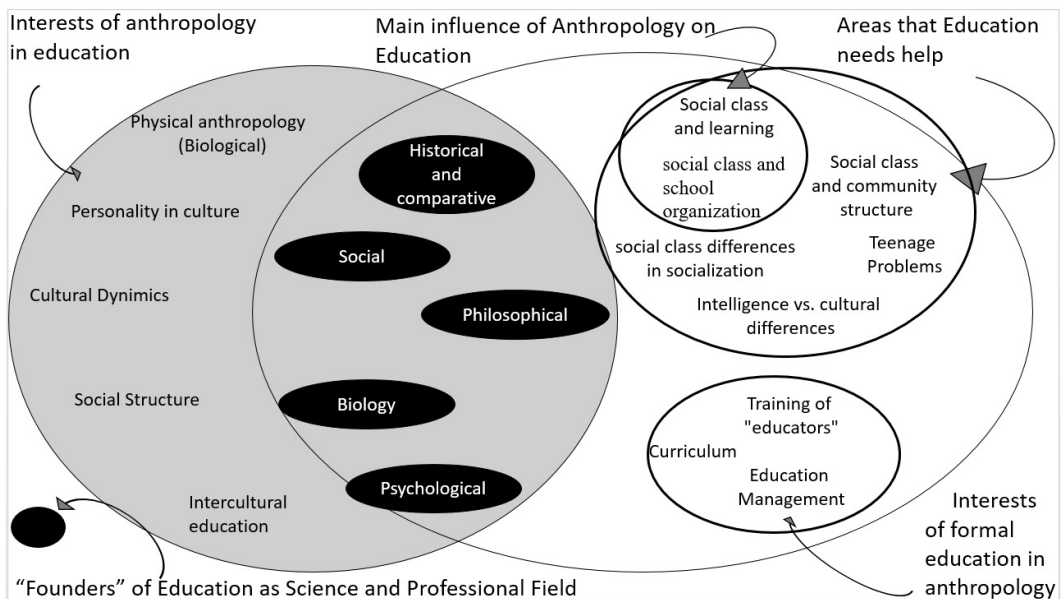 Interests of anthropology
in education
Main influence of Anthropology on
Education
Areas that Education
needs help
Physical anthropology
(Biological)
Personality in culture
Cultural Dynimics
Social Structure
Intercultural
education
Historical
and
comparative
Social
Philosophical
Biology
Psychological
Social class
and learning
social class and
school
organization
Social class
and community
structure
social class differences
in socialization
Teenage
Problems
Intelligence vs. cultural
differences
Training of
"educators"
Curriculum
Education
Management
Interests
of formal
education in
anthropology
“Founders” of Education as Science and Professional Field